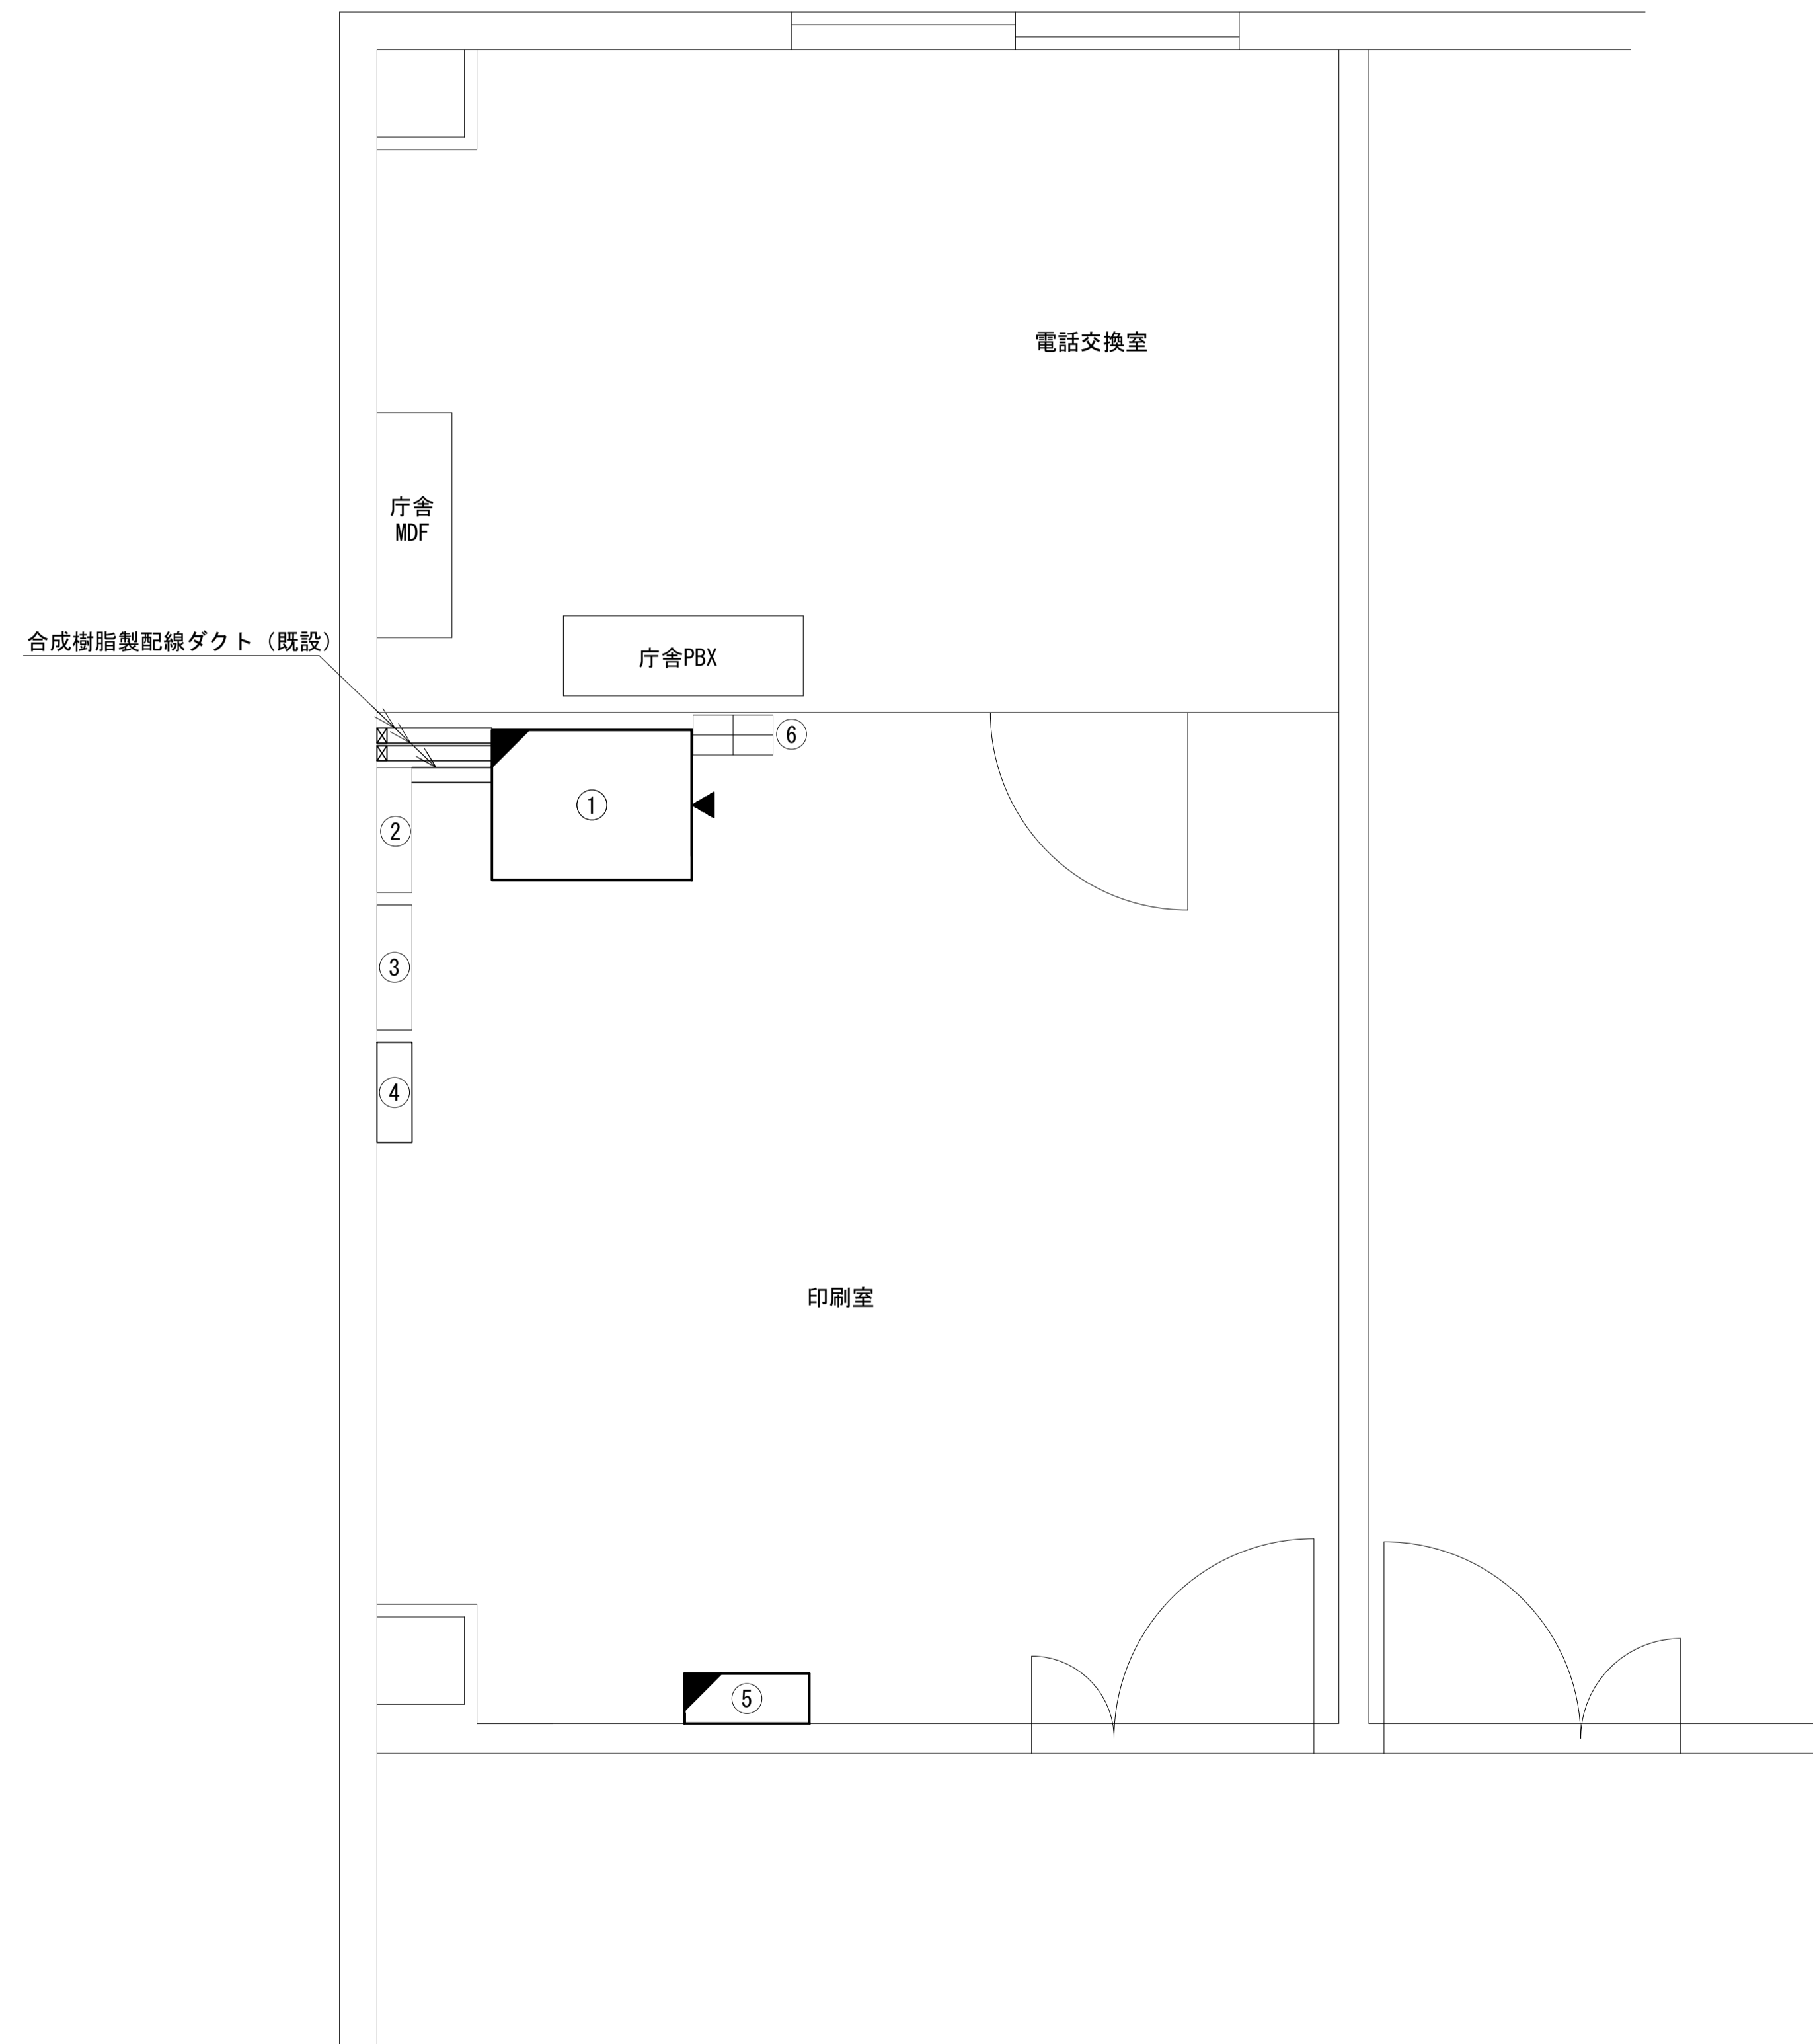 電話交換室
庁舎
MDF
合成樹脂製配線ダクト（既設）
庁舎PBX
⑥
①
②
③
④
印刷室
⑤